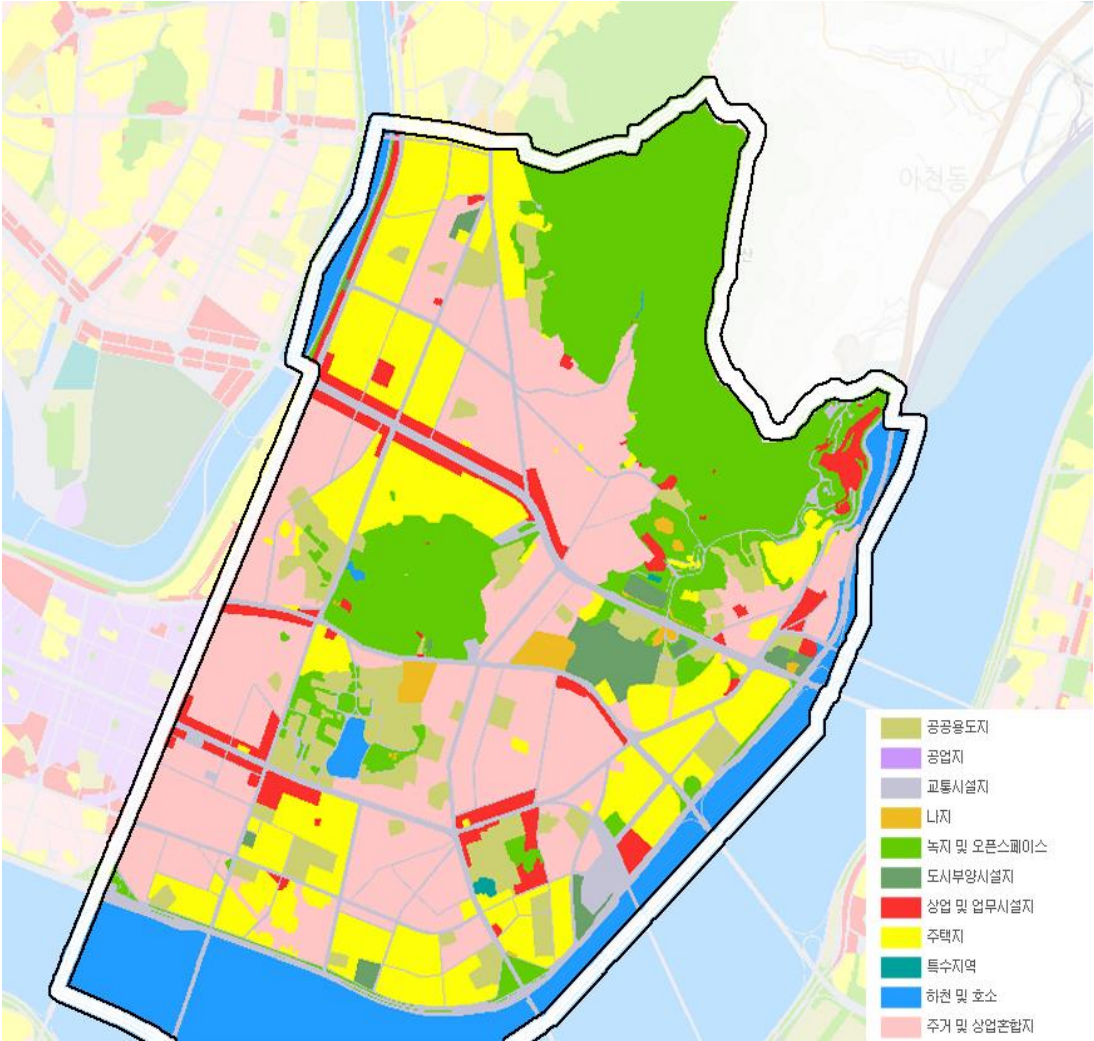 아천동
산
공공용도지
공업지
교통시설지
나지
녹지 및 오픈스페이스
도시부양시설지
상업 및 업무시설지
주택지
특수지역
하천 및 호소
주거 및 상업혼합지